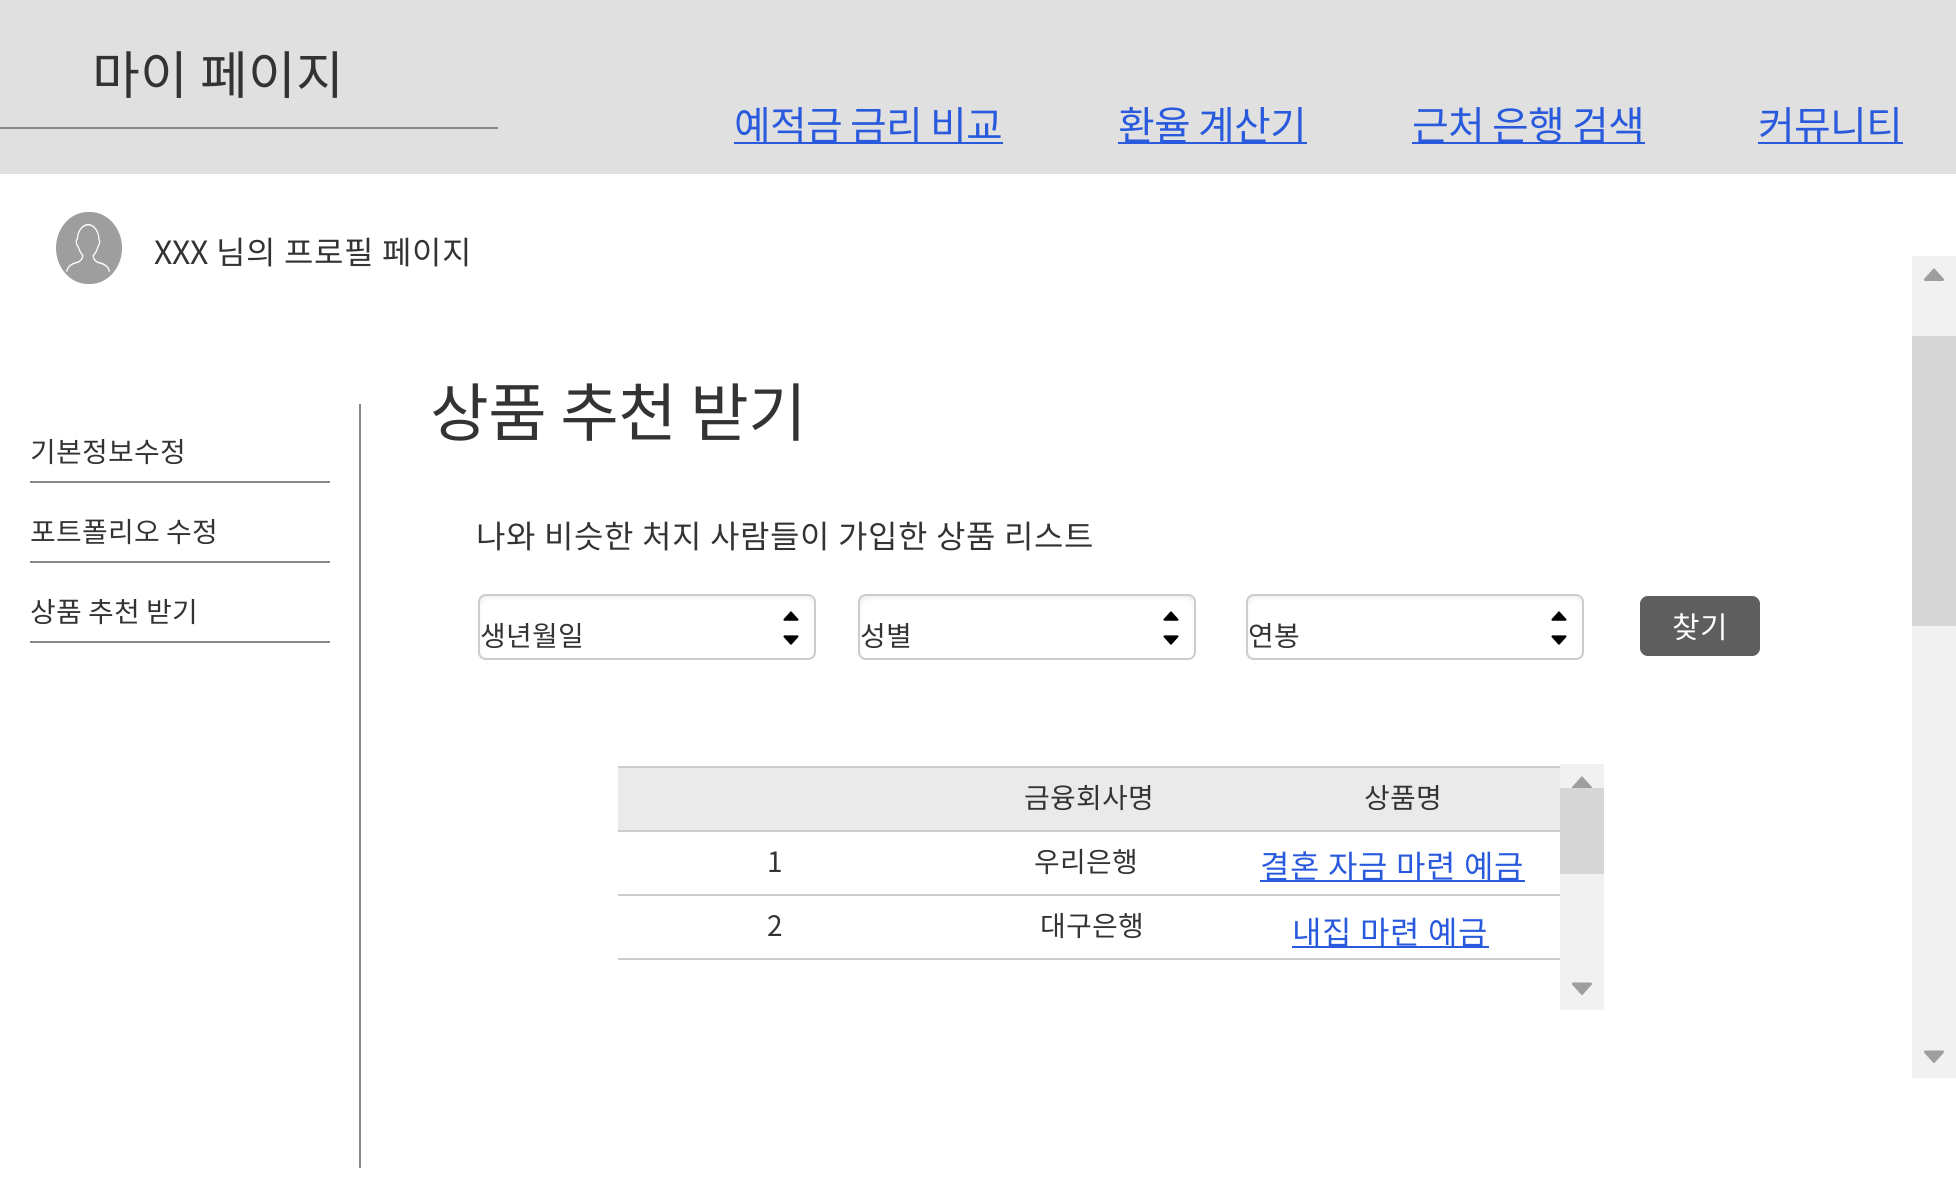 마이 페이지
예적금 금리 비교 환율 계산기 근처 은행 검색 커뮤니티
XXX 님의 프로필 페이지
상품 추천 받기
기본정보수정
포트폴리오 수정
상품 추천 받기
나와 비슷한 처지 사람들이 가입한 상품 리스트
생년월일 성별 연봉 찾기
금융회사명 상품명
1 우리은행 결혼 자금 마련 예금
2 대구은행 내집 마련 예금